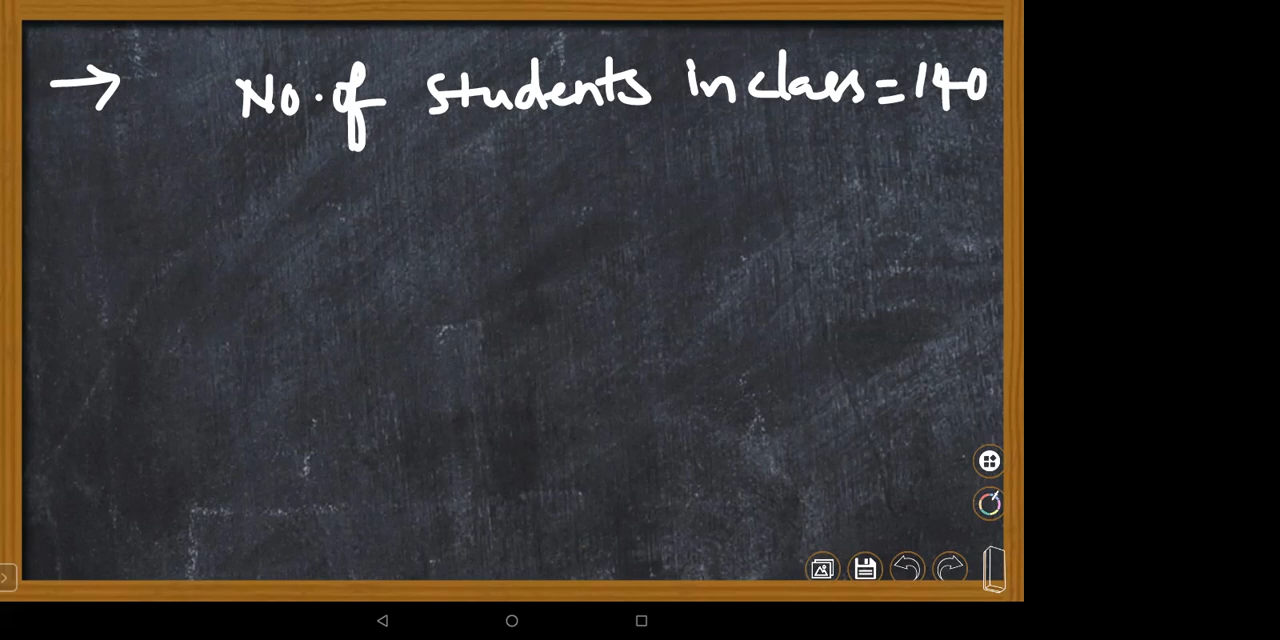 → No. of students in class = 140